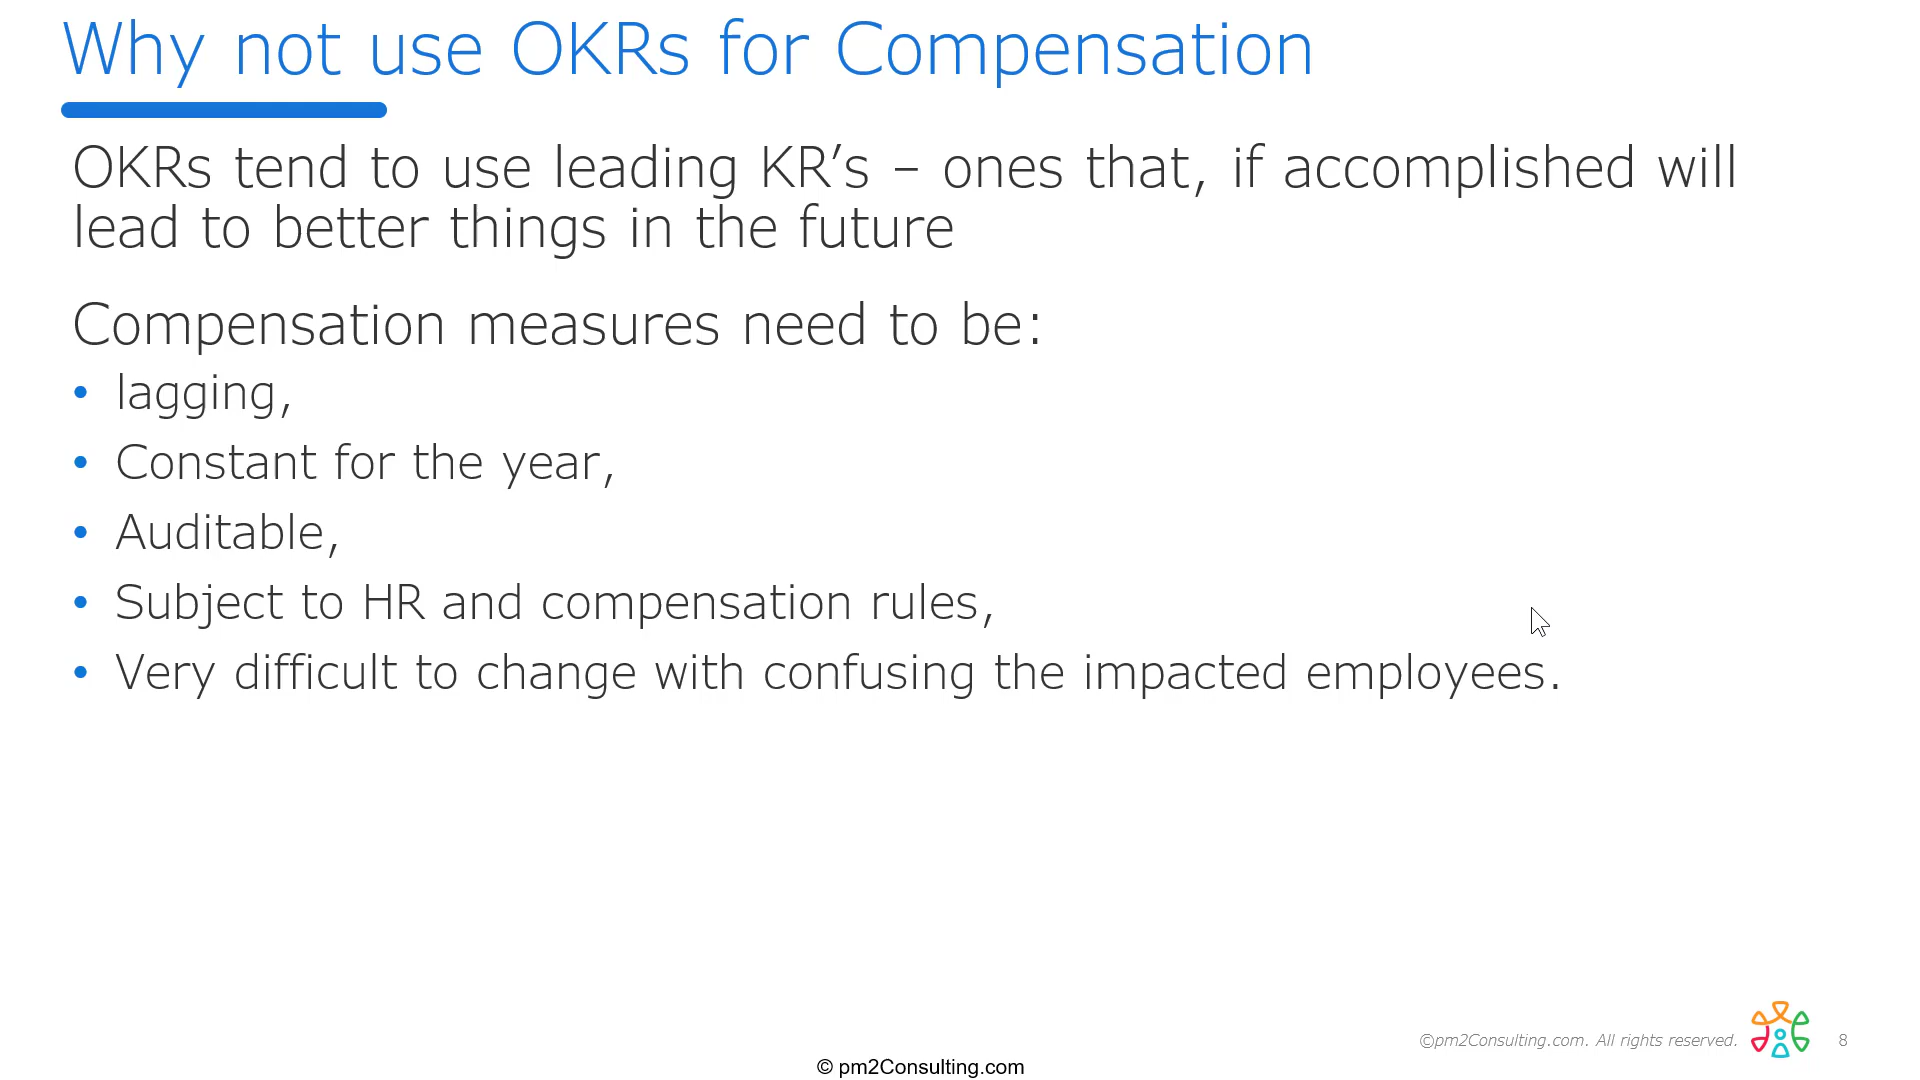 Why not use OKRs for Compensation
OKRs tend to use leading KR’s – ones that, if accomplished will
lead to better things in the future
Compensation measures need to be:
• lagging,
• Constant for the year,
• Auditable,
• Subject to HR and compensation rules,
• Very difficult to change with confusing the impacted employees.
©pm2Consulting.com. All rights reserved.
8
© pm2Consulting.com